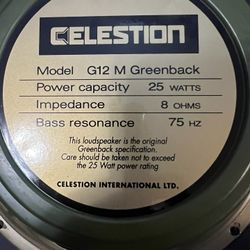 CELESTION
Model G12 M Greenback
Power capacity 25 WATTS
Impedance 8 OHMS
Bass resonance 75 HZ
This loudspeaker is the original
Greenback specification.
Care should be taken not to exceed
the 25 Watt power rating
CELESTION INTERNATIONAL LTD.